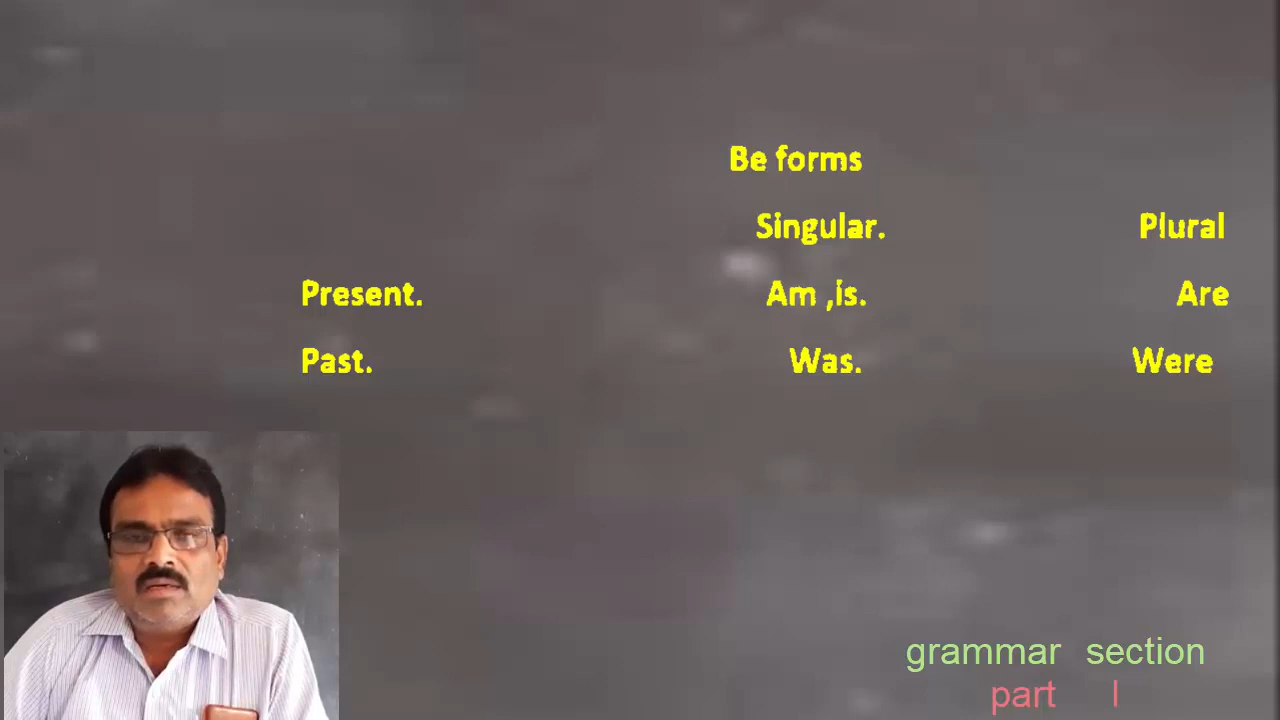 Be forms
Singular. Plural
Present. Am ,is. Are
Past. Was. Were
grammar section
part I